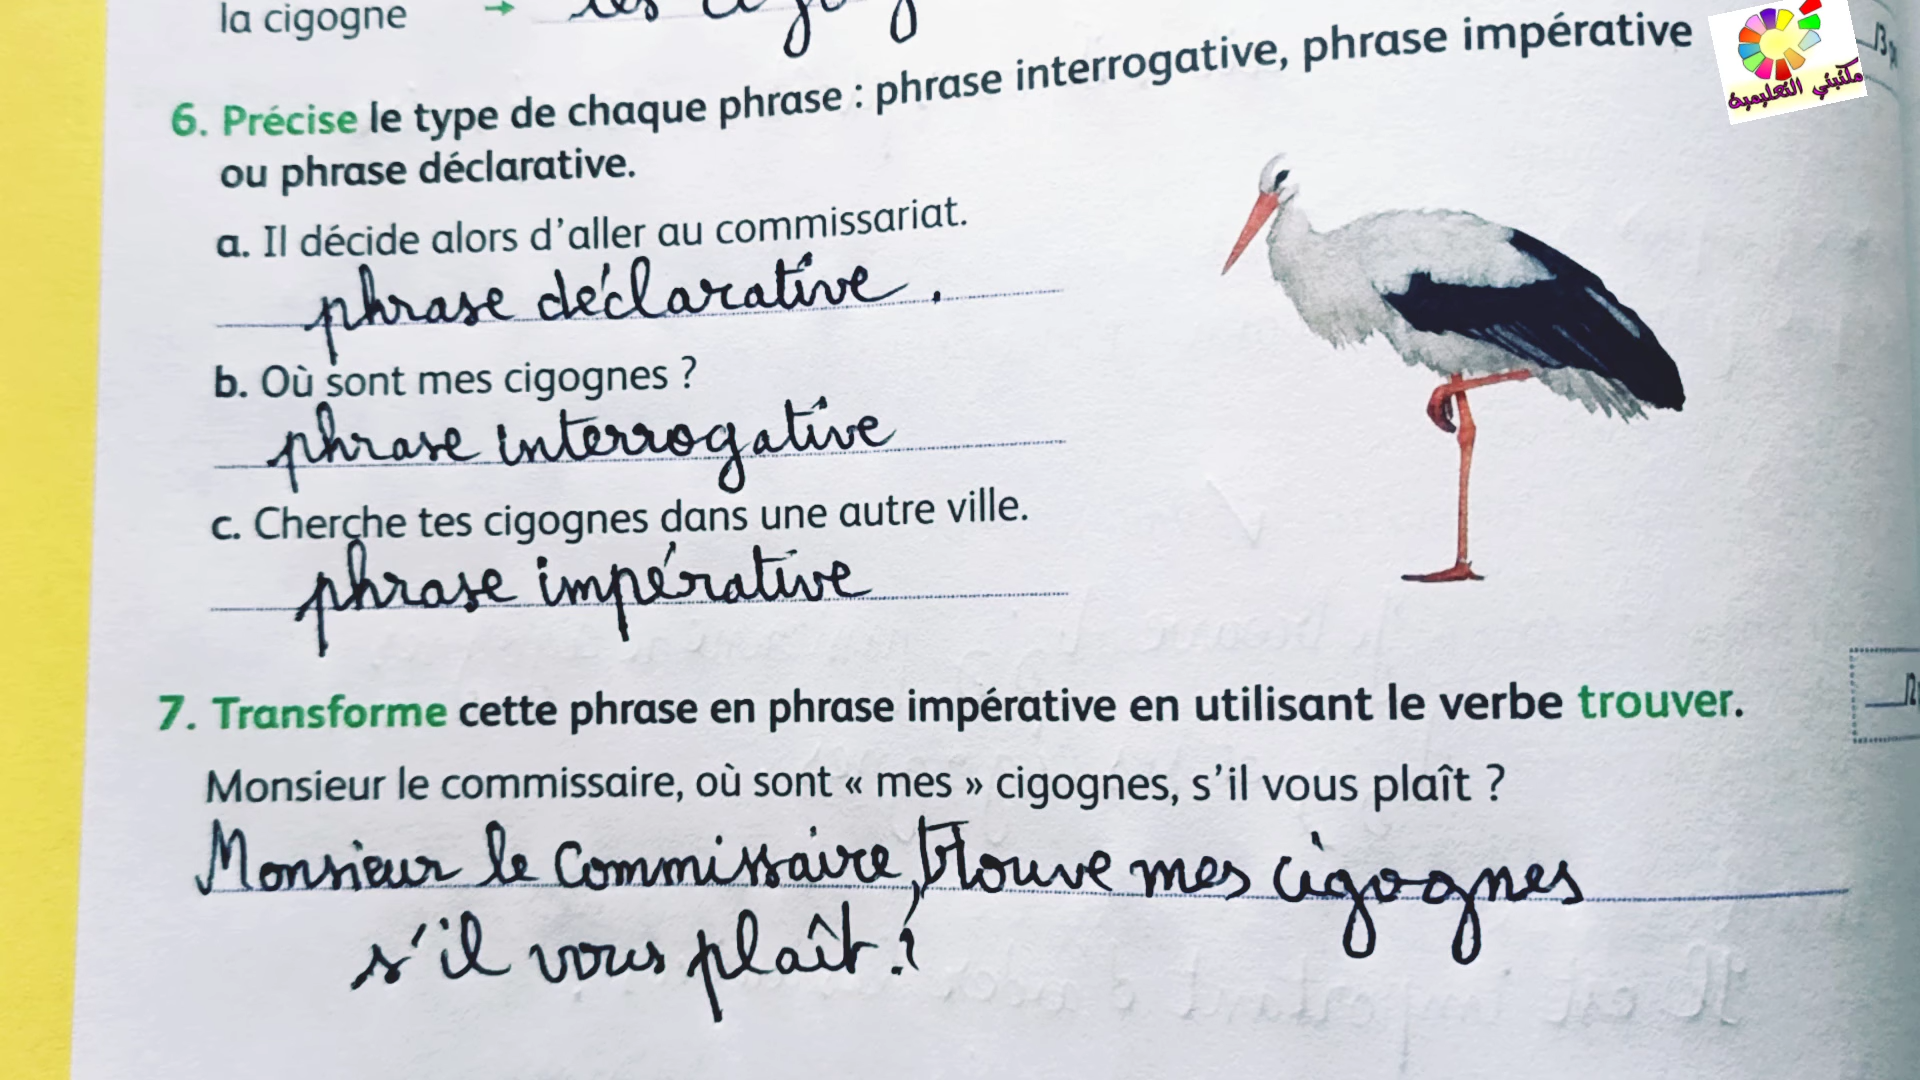 la cigogne → les cigog
6. Précise le type de chaque phrase : phrase interrogative, phrase impérative
ou phrase déclarative.
مكتبتي التعليمية
a. Il décide alors d'aller au commissariat.
phrase déclarative.
b. Où sont mes cigognes ?
phrase interrogative
c. Cherche tes cigognes dans une autre ville.
phrase impérative
7. Transforme cette phrase en phrase impérative en utilisant le verbe trouver.
Monsieur le commissaire, où sont « mes » cigognes, s'il vous plaît ?
Monsieur le Commissaire, trouve mes cigognes
s'il vous plaît !